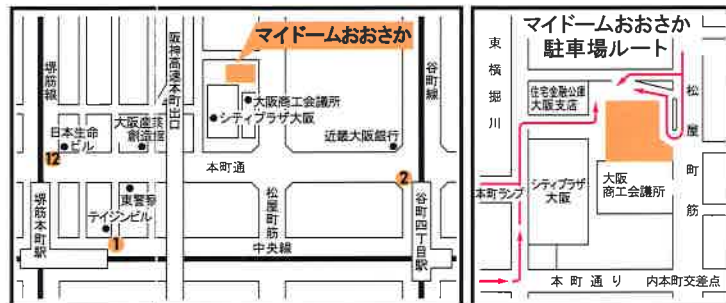 マイドームおおさか
堺筋線
阪神高速本町出口
谷町線
大阪商工会議所
シティプラザ大阪
日本生命
ビル
大阪産業
創造館
近畿大阪銀行
12
本町通
2
東警察
テイジンビル
堺筋本町駅
1
松屋町筋
中央線
谷町四丁目駅
マイドームおおさか
駐車場ルート
東横堀川
住宅金融公庫
大阪支店
松屋町筋
本町ランプ
シティプラザ
大阪
大阪
商工会議所
本町通り
内本町交差点